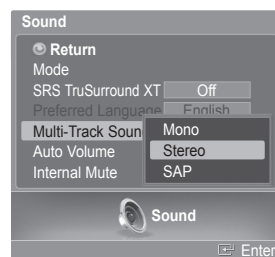 Sound
Return
Mode
SRS TruSurround XT Off
Preferred Language English
Multi-Track Soun Mono
Auto Volume Stereo
Internal Mute SAP
Sound
Enter